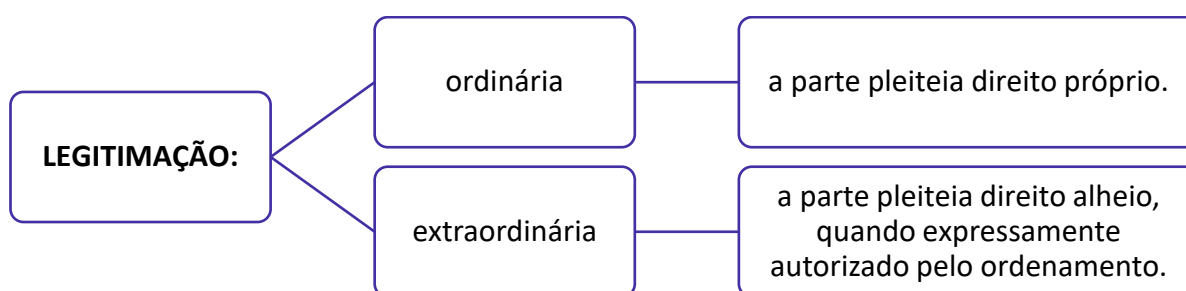 LEGITIMAÇÃO:
ordinária
a parte pleiteia direito próprio.
extraordinária
a parte pleiteia direito alheio,
quando expressamente
autorizado pelo ordenamento.